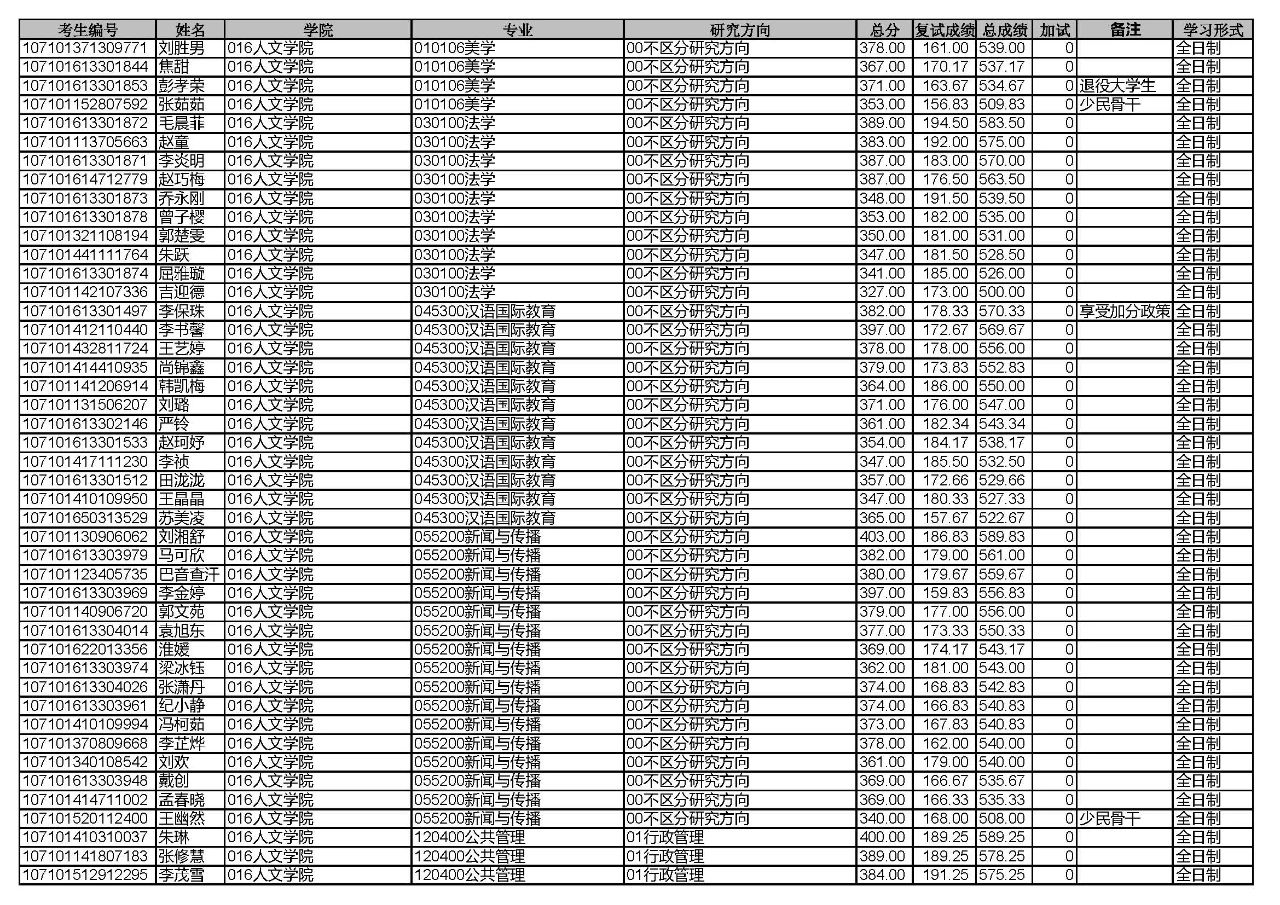 考生编号 姓名 学院 专业 研究方向 总分 复试成绩 总成绩 加试 备注 学习形式
107101371309771 刘胜男 016人文学院 010106美学 00不区分研究方向 378.00 161.00 539.00 0 全日制
107101613301844 焦甜 016人文学院 010106美学 00不区分研究方向 367.00 170.17 537.17 0 全日制
107101613301853 彭孝荣 016人文学院 010106美学 00不区分研究方向 371.00 163.67 534.67 0 退役大学生 全日制
107101152807592 张茹茹 016人文学院 010106美学 00不区分研究方向 353.00 156.83 509.83 0 少民骨干 全日制
107101613301872 毛晨菲 016人文学院 030100法学 00不区分研究方向 389.00 194.50 583.50 0 全日制
107101113705663 赵童 016人文学院 030100法学 00不区分研究方向 383.00 192.00 575.00 0 全日制
107101613301871 李炎明 016人文学院 030100法学 00不区分研究方向 387.00 183.00 570.00 0 全日制
107101614712779 赵巧梅 016人文学院 030100法学 00不区分研究方向 387.00 176.50 563.50 0 全日制
107101613301873 乔永刚 016人文学院 030100法学 00不区分研究方向 348.00 191.50 539.50 0 全日制
107101613301878 曾子樱 016人文学院 030100法学 00不区分研究方向 353.00 182.00 535.00 0 全日制
107101321108194 郭楚雯 016人文学院 030100法学 00不区分研究方向 350.00 181.00 531.00 0 全日制
107101441111764 朱跃 016人文学院 030100法学 00不区分研究方向 347.00 181.50 528.50 0 全日制
107101613301874 屈雅璇 016人文学院 030100法学 00不区分研究方向 341.00 185.00 526.00 0 全日制
107101142107336 吉迎德 016人文学院 030100法学 00不区分研究方向 327.00 173.00 500.00 0 全日制
107101613301497 李保珠 016人文学院 045300汉语国际教育 00不区分研究方向 382.00 178.33 570.33 0 享受加分政策 全日制
107101412110440 李书馨 016人文学院 045300汉语国际教育 00不区分研究方向 397.00 172.67 569.67 0 全日制
107101432811724 王艺婷 016人文学院 045300汉语国际教育 00不区分研究方向 378.00 178.00 556.00 0 全日制
107101414410935 尚锦鑫 016人文学院 045300汉语国际教育 00不区分研究方向 379.00 173.83 552.83 0 全日制
107101141206914 韩凯梅 016人文学院 045300汉语国际教育 00不区分研究方向 364.00 186.00 550.00 0 全日制
107101131506207 刘璐 016人文学院 045300汉语国际教育 00不区分研究方向 371.00 176.00 547.00 0 全日制
107101613302146 严铃 016人文学院 045300汉语国际教育 00不区分研究方向 361.00 182.34 543.34 0 全日制
107101613301533 赵珂妤 016人文学院 045300汉语国际教育 00不区分研究方向 354.00 184.17 538.17 0 全日制
107101417111230 李祯 016人文学院 045300汉语国际教育 00不区分研究方向 347.00 185.50 532.50 0 全日制
107101613301512 田泷泷 016人文学院 045300汉语国际教育 00不区分研究方向 357.00 172.66 529.66 0 全日制
107101410109950 王晶晶 016人文学院 045300汉语国际教育 00不区分研究方向 347.00 180.33 527.33 0 全日制
107101650313529 苏美凌 016人文学院 045300汉语国际教育 00不区分研究方向 365.00 157.67 522.67 0 全日制
107101130906062 刘湘舒 016人文学院 055200新闻与传播 00不区分研究方向 403.00 186.83 589.83 0 全日制
107101613303979 马可欣 016人文学院 055200新闻与传播 00不区分研究方向 382.00 179.00 561.00 0 全日制
107101123405735 巴音查汗 016人文学院 055200新闻与传播 00不区分研究方向 380.00 179.67 559.67 0 全日制
107101613303969 李金婷 016人文学院 055200新闻与传播 00不区分研究方向 397.00 159.83 556.83 0 全日制
107101140906720 郭文苑 016人文学院 055200新闻与传播 00不区分研究方向 379.00 177.00 556.00 0 全日制
107101613304014 袁旭东 016人文学院 055200新闻与传播 00不区分研究方向 377.00 173.33 550.33 0 全日制
107101622013356 淮媛 016人文学院 055200新闻与传播 00不区分研究方向 369.00 174.17 543.17 0 全日制
107101613303974 梁冰钰 016人文学院 055200新闻与传播 00不区分研究方向 362.00 181.00 543.00 0 全日制
107101613304026 张潇丹 016人文学院 055200新闻与传播 00不区分研究方向 374.00 168.83 542.83 0 全日制
107101613303961 纪小静 016人文学院 055200新闻与传播 00不区分研究方向 374.00 166.83 540.83 0 全日制
107101410109994 冯柯茹 016人文学院 055200新闻与传播 00不区分研究方向 373.00 167.83 540.83 0 全日制
107101370809668 李芷烨 016人文学院 055200新闻与传播 00不区分研究方向 378.00 162.00 540.00 0 全日制
107101340108542 刘欢 016人文学院 055200新闻与传播 00不区分研究方向 361.00 179.00 540.00 0 全日制
107101613303948 戴创 016人文学院 055200新闻与传播 00不区分研究方向 369.00 166.67 535.67 0 全日制
107101414711002 孟春晓 016人文学院 055200新闻与传播 00不区分研究方向 369.00 166.33 535.33 0 全日制
107101520112400 王幽然 016人文学院 055200新闻与传播 00不区分研究方向 340.00 168.00 508.00 0 少民骨干 全日制
107101410310037 朱琳 016人文学院 120400公共管理 01行政管理 400.00 189.25 589.25 0 全日制
107101141807183 张修慧 016人文学院 120400公共管理 01行政管理 389.00 189.25 578.25 0 全日制
107101512912295 李茂雪 016人文学院 120400公共管理 01行政管理 384.00 191.25 575.25 0 全日制